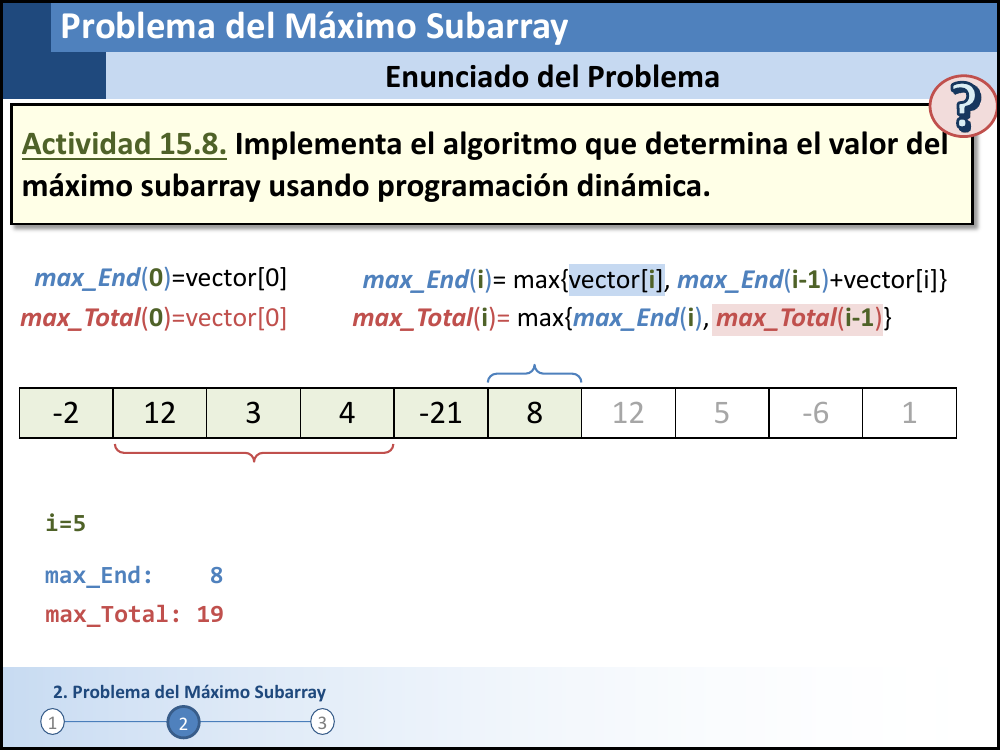 Problema del Máximo Subarray
Enunciado del Problema
?
Actividad 15.8. Implementa el algoritmo que determina el valor del
máximo subarray usando programación dinámica.
max_End(0)=vector[0] max_End(i)= max{vector[i], max_End(i-1)+vector[i]}
max_Total(0)=vector[0] max_Total(i)= max{max_End(i), max_Total(i-1)}
-2 12 3 4 -21 8 12 5 -6 1
i=5
max_End: 8
max_Total: 19
2. Problema del Máximo Subarray
1 2 3